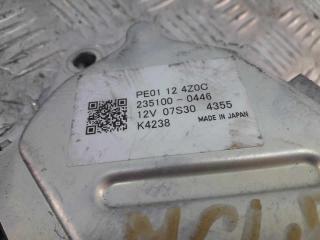 PE01 12 4Z0C
235100-0446
12V 07S30 4355
K4238 MADE IN JAPAN